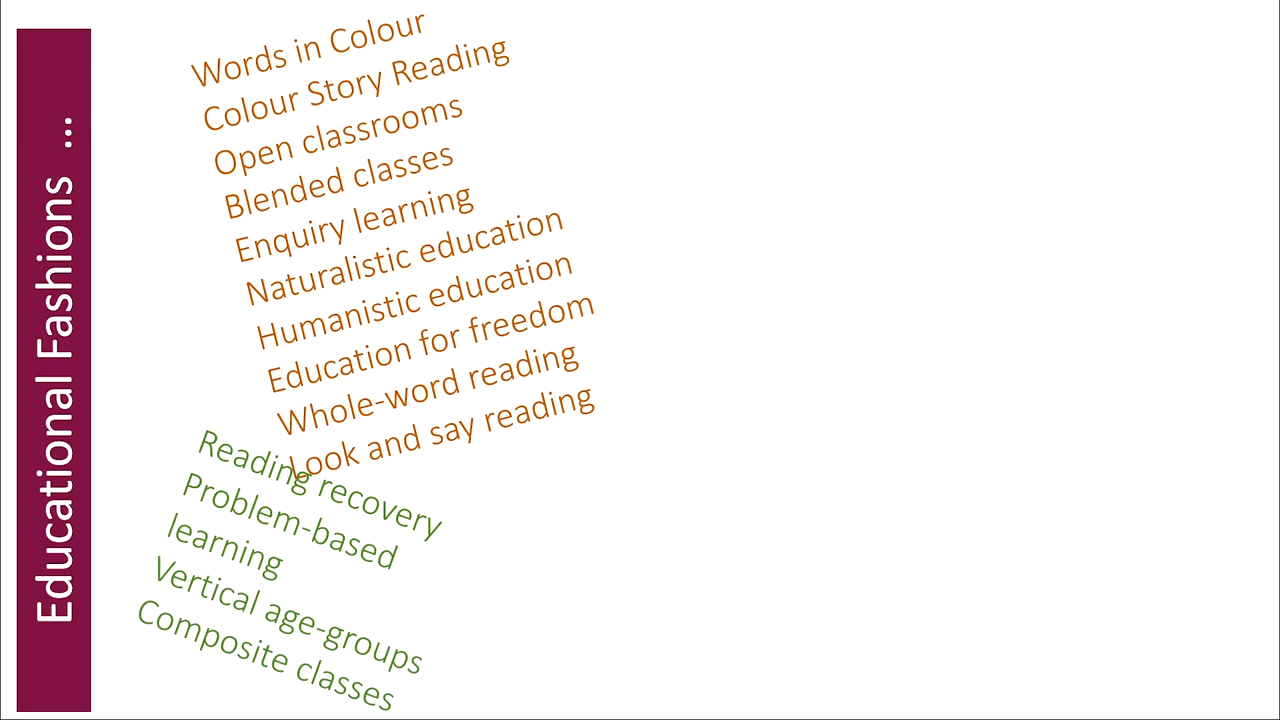 Educational Fashions ...
Words in Colour
Colour Story Reading
Open classrooms
Blended classes
Enquiry learning
Naturalistic education
Humanistic education
Education for freedom
Whole-word reading
Look and say reading
Reading recovery
Problem-based
learning
Vertical age-groups
Composite classes